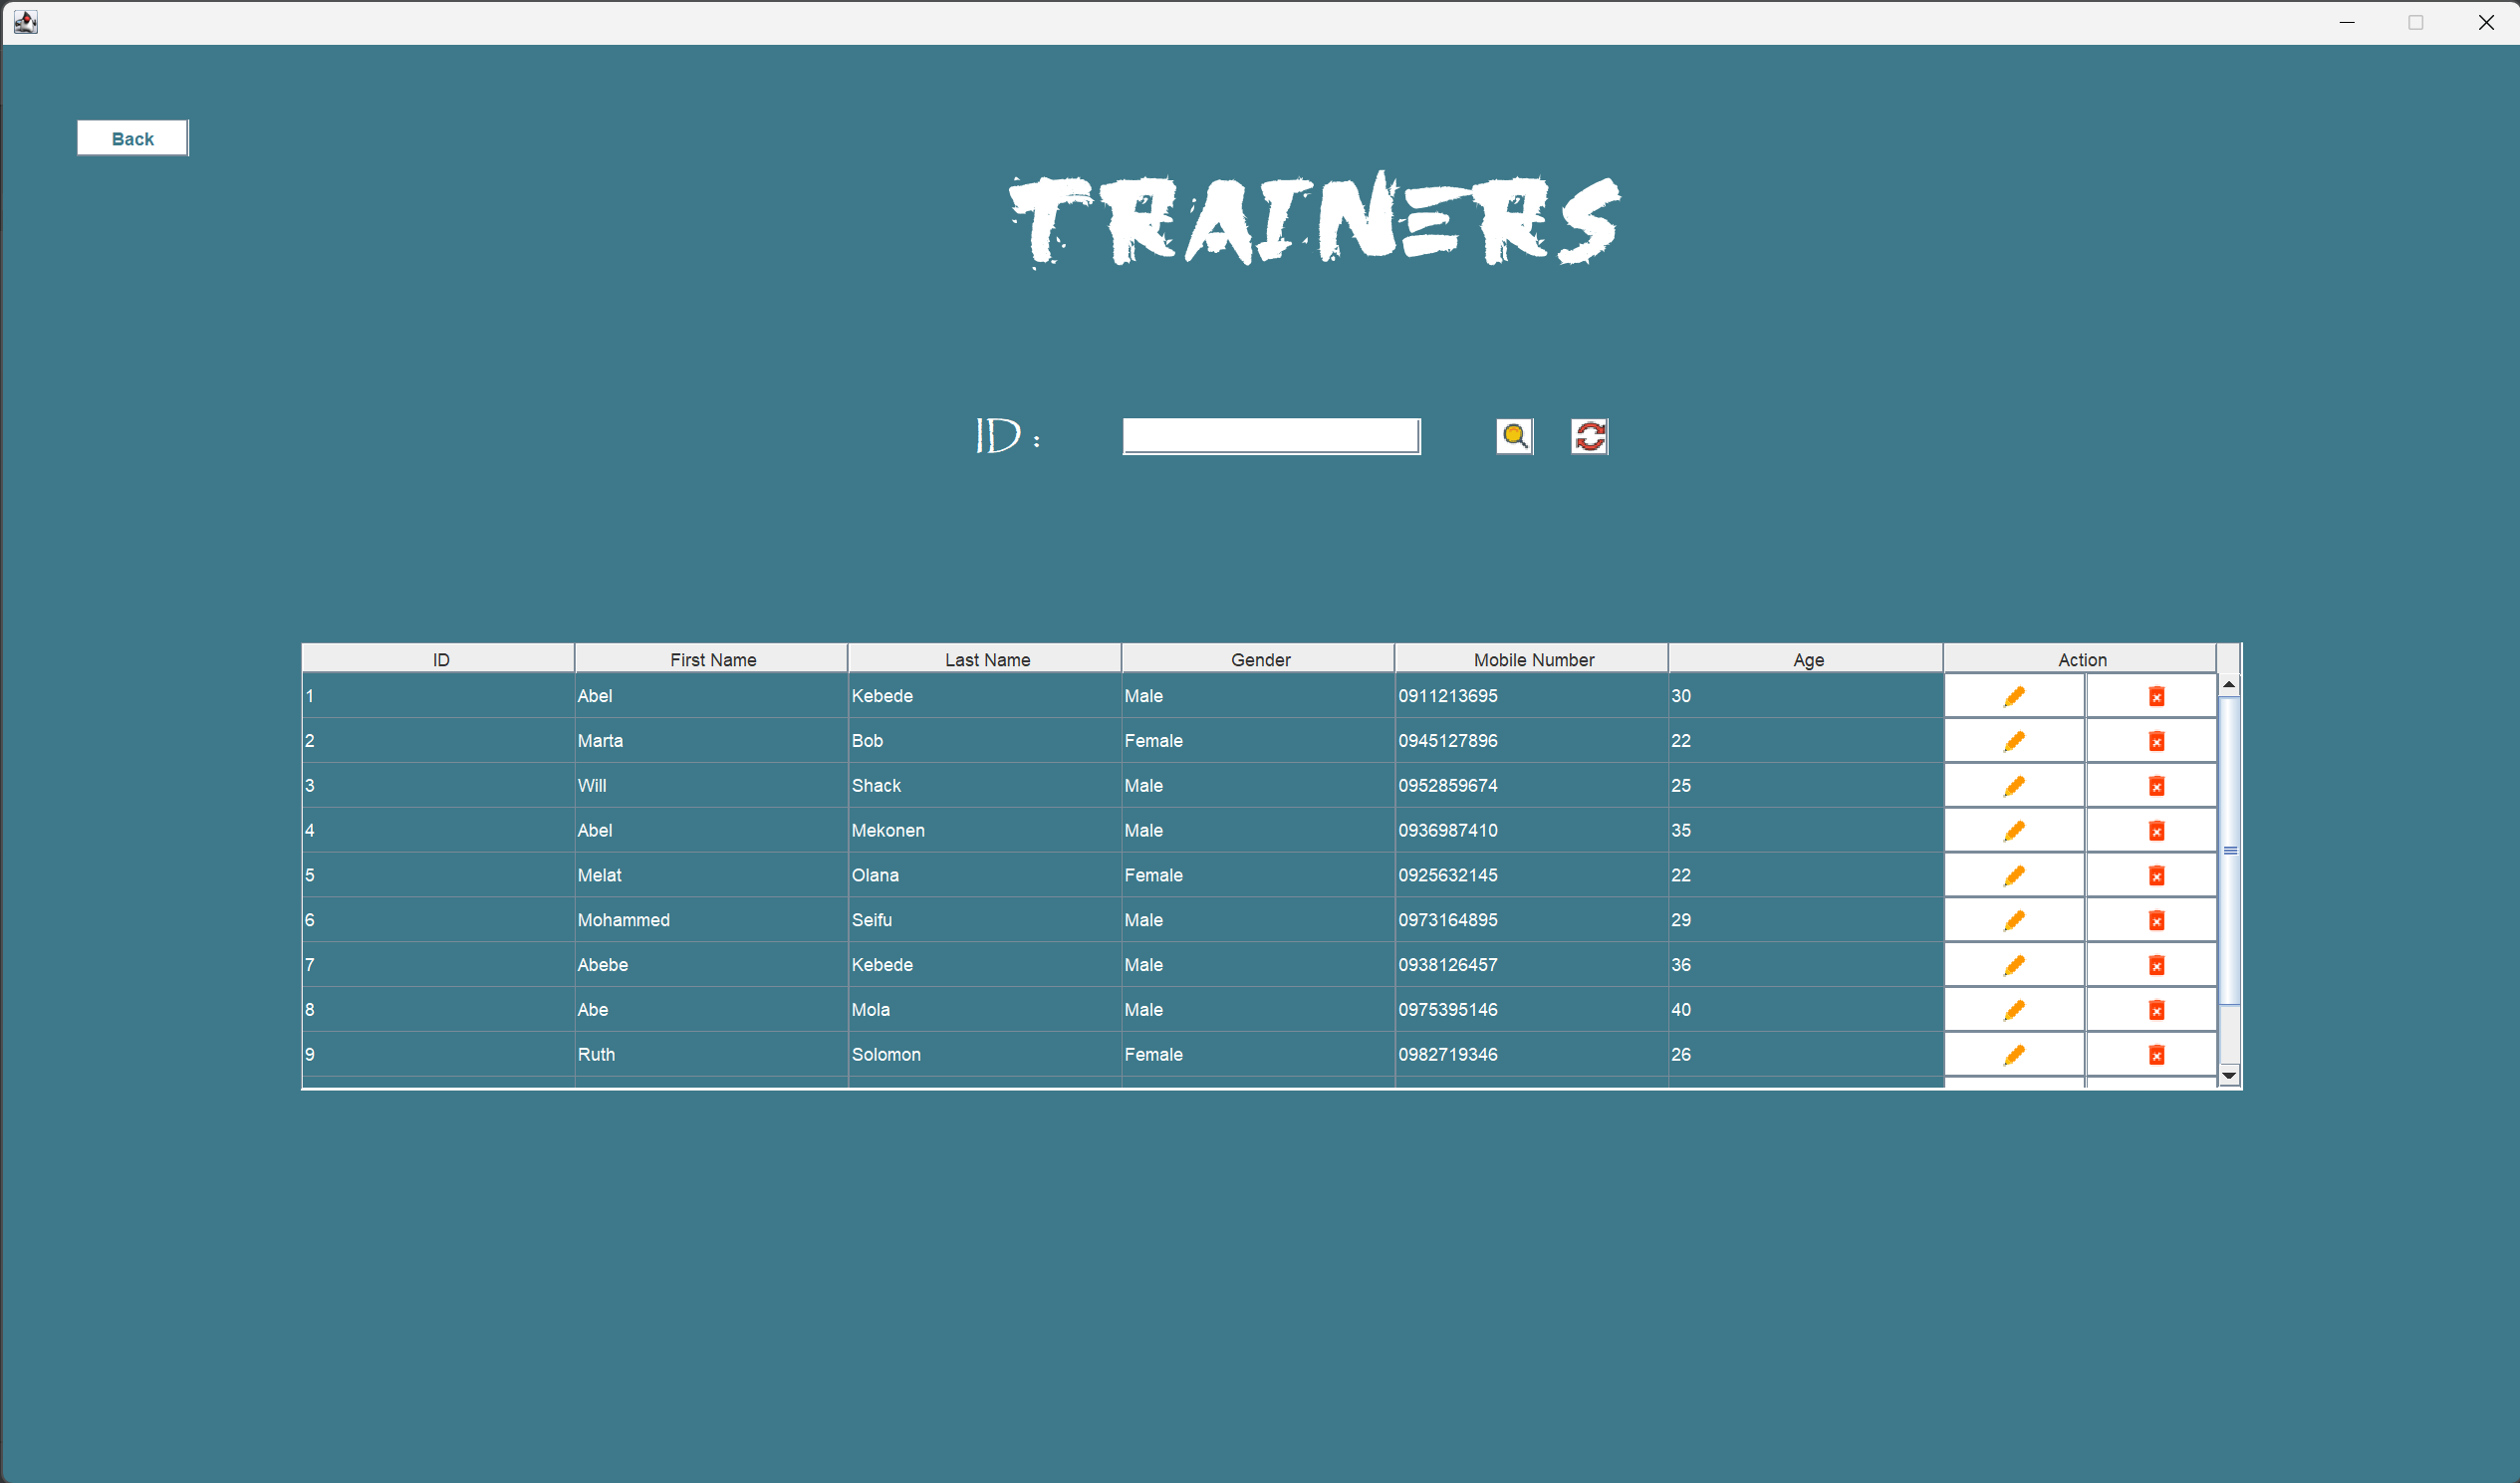 Back
TRAINERS
ID :
ID First Name Last Name Gender Mobile Number Age Action
1 Abel Kebede Male 0911213695 30
2 Marta Bob Female 0945127896 22
3 Will Shack Male 0952859674 25
4 Abel Mekonen Male 0936987410 35
5 Melat Olana Female 0925632145 22
6 Mohammed Seifu Male 0973164895 29
7 Abebe Kebede Male 0938126457 36
8 Abe Mola Male 0975395146 40
9 Ruth Solomon Female 0982719346 26